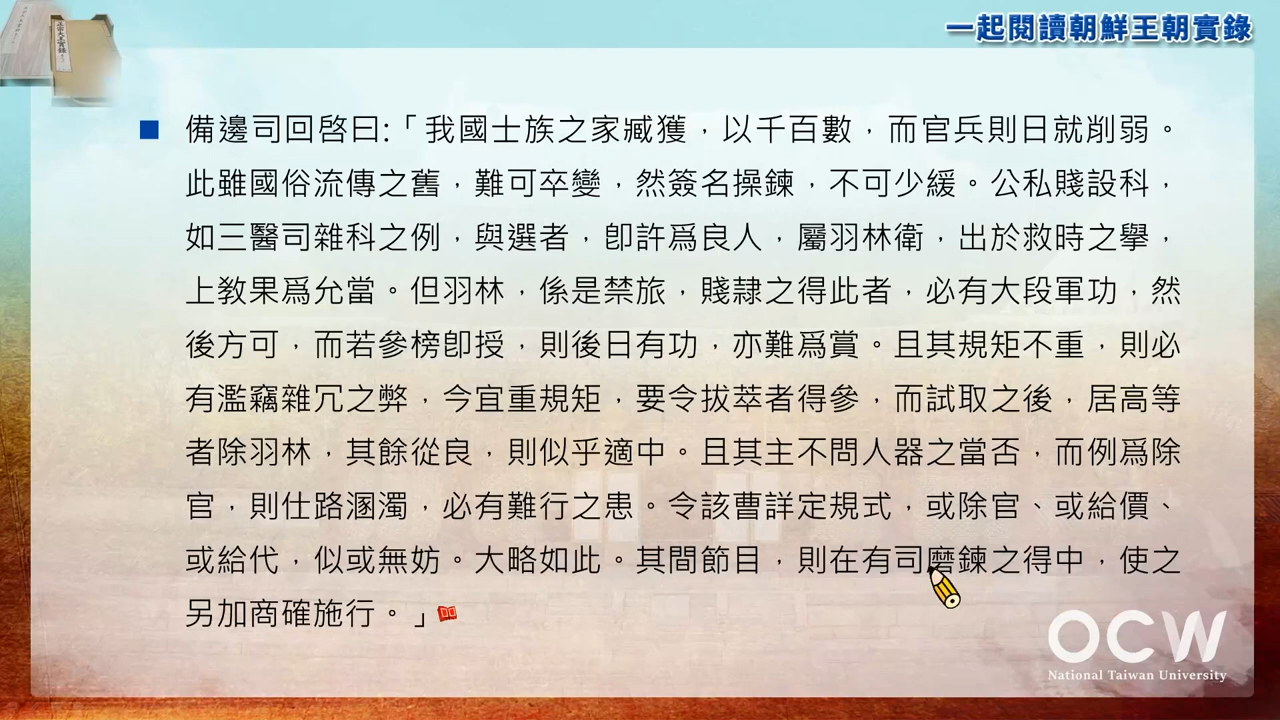 一起閱讀朝鮮王朝實錄
備邊司回啓曰:「我國士族之家臧獲，以千百數，而官兵則日就削弱。
此雖國俗流傳之舊，難可卒變，然簽名操鍊，不可少緩。公私賤設科，
如三醫司雜科之例，與選者，卽許爲良人，屬羽林衛，出於救時之擧，
上敎果爲允當。但羽林，係是禁旅，賤隷之得此者，必有大段軍功，然
後方可，而若參榜卽授，則後日有功，亦難爲賞。且其規矩不重，則必
有濫竊雜冗之弊，今宜重規矩，要令拔萃者得參，而試取之後，居高等
者除羽林，其餘從良，則似乎適中。且其主不問人器之當否，而例爲除
官，則仕路溷濁，必有難行之患。令該曹詳定規式，或除官、或給價、
或給代，似或無妨。大略如此。其間節目，則在有司磨鍊之得中，使之
另加商確施行。」
OCW
National Taiwan University